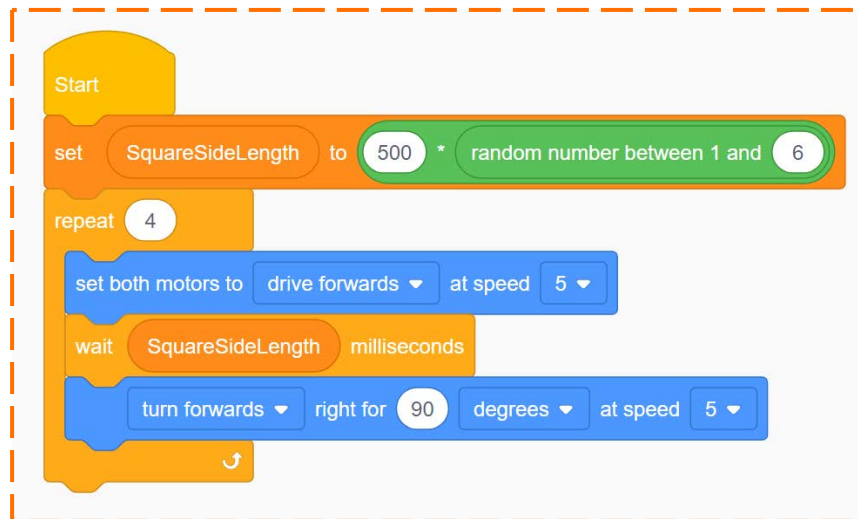 Start
set SquareSideLength to 500 * random number between 1 and 6
repeat 4
set both motors to drive forwards at speed 5
wait SquareSideLength milliseconds
turn forwards right for 90 degrees at speed 5